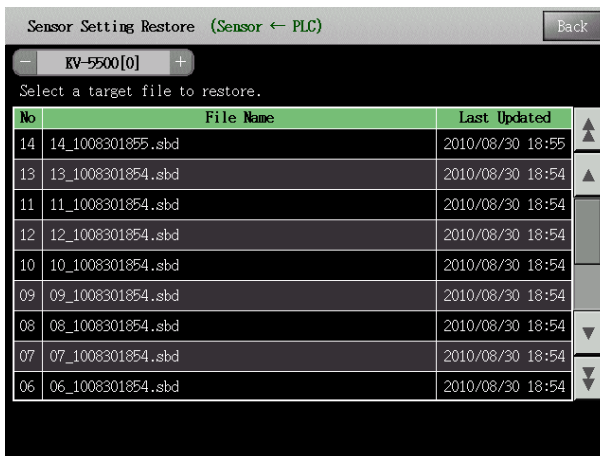 Sensor Setting Restore (Sensor ← PLC) Back
− KV-5500[0] +
Select a target file to restore.
No File Name Last Updated
14 14_1008301855.sbd 2010/08/30 18:55
13 13_1008301854.sbd 2010/08/30 18:54
11 11_1008301854.sbd 2010/08/30 18:54
12 12_1008301854.sbd 2010/08/30 18:54
10 10_1008301854.sbd 2010/08/30 18:54
09 09_1008301854.sbd 2010/08/30 18:54
08 08_1008301854.sbd 2010/08/30 18:54
07 07_1008301854.sbd 2010/08/30 18:54
06 06_1008301854.sbd 2010/08/30 18:54